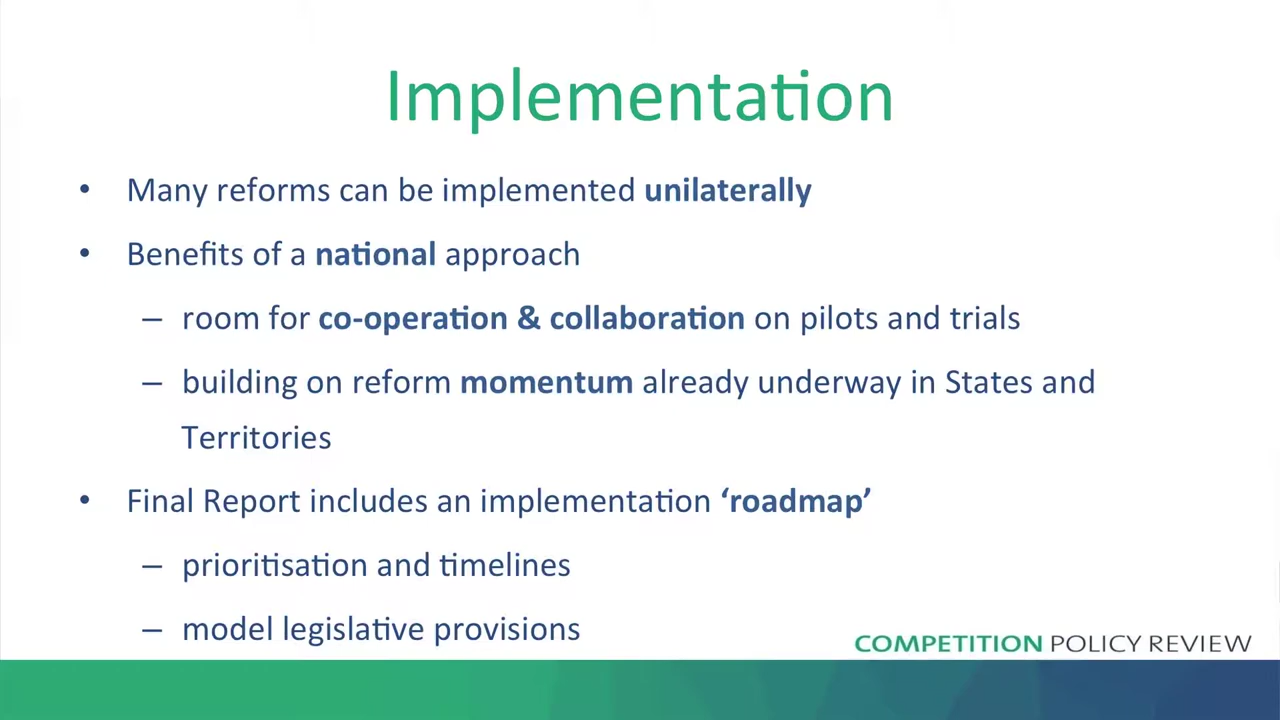 Implementation
• Many reforms can be implemented unilaterally
• Benefits of a national approach
– room for co-operation & collaboration on pilots and trials
– building on reform momentum already underway in States and
Territories
• Final Report includes an implementation ‘roadmap’
– prioritisation and timelines
– model legislative provisions
COMPETITION POLICY REVIEW